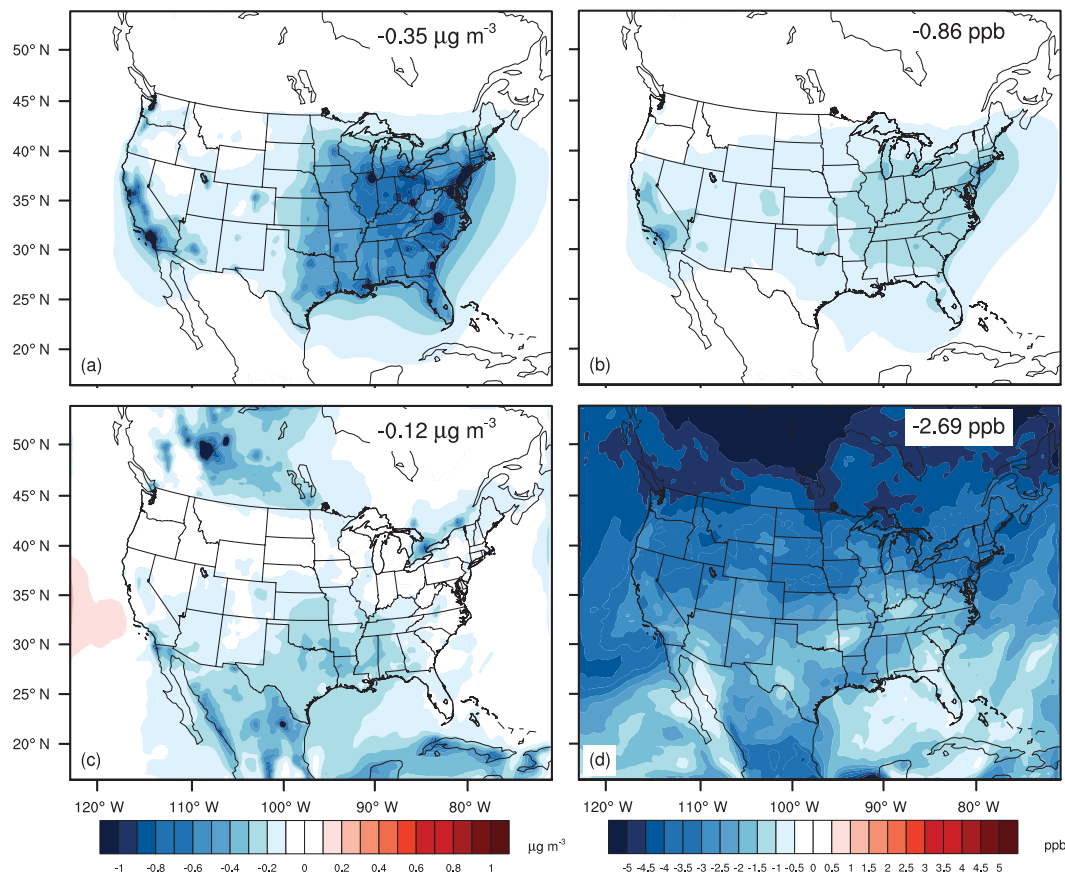 -0.35 µg m⁻³
-0.86 ppb
50° N
45° N
40° N
35° N
30° N
25° N
20° N
(a)
(b)
-0.12 µg m⁻³
-2.69 ppb
50° N
45° N
40° N
35° N
30° N
25° N
20° N
(c)
(d)
120° W 110° W 100° W 90° W 80° W
120° W 110° W 100° W 90° W 80° W
µg m⁻³
ppb
-1 -0.8 -0.6 -0.4 -0.2 0 0.2 0.4 0.6 0.8 1
-5 -4.5 -4 -3.5 -3 -2.5 -2 -1.5 -1 -0.5 0 0.5 1 1.5 2 2.5 3 3.5 4 4.5 5